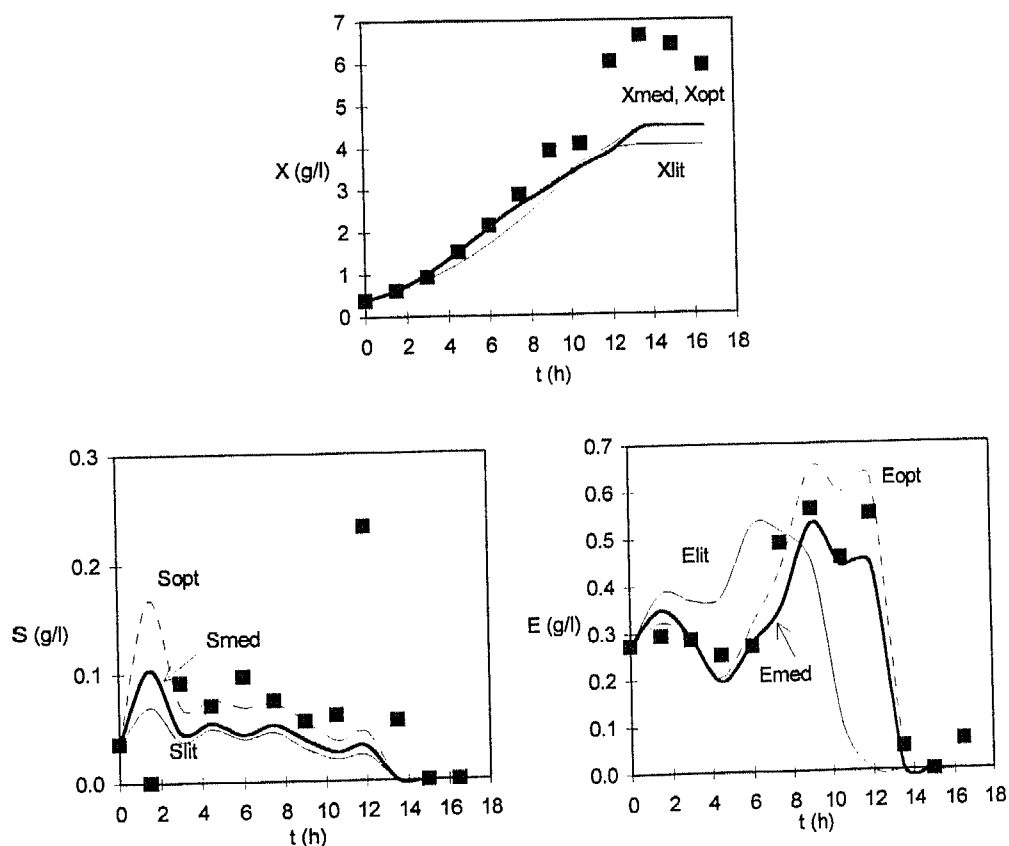 7
6
5
4
3
2
1
0
X (g/l)
Xmed, Xopt
Xlit
0 2 4 6 8 10 12 14 16 18
t (h)
0.3
0.2
0.1
0.0
S (g/l)
Sopt
Smed
Slit
0 2 4 6 8 10 12 14 16 18
t (h)
0.7
0.6
0.5
0.4
0.3
0.2
0.1
0.0
E (g/l)
Eopt
Elit
Emed
0 2 4 6 8 10 12 14 16 18
t (h)